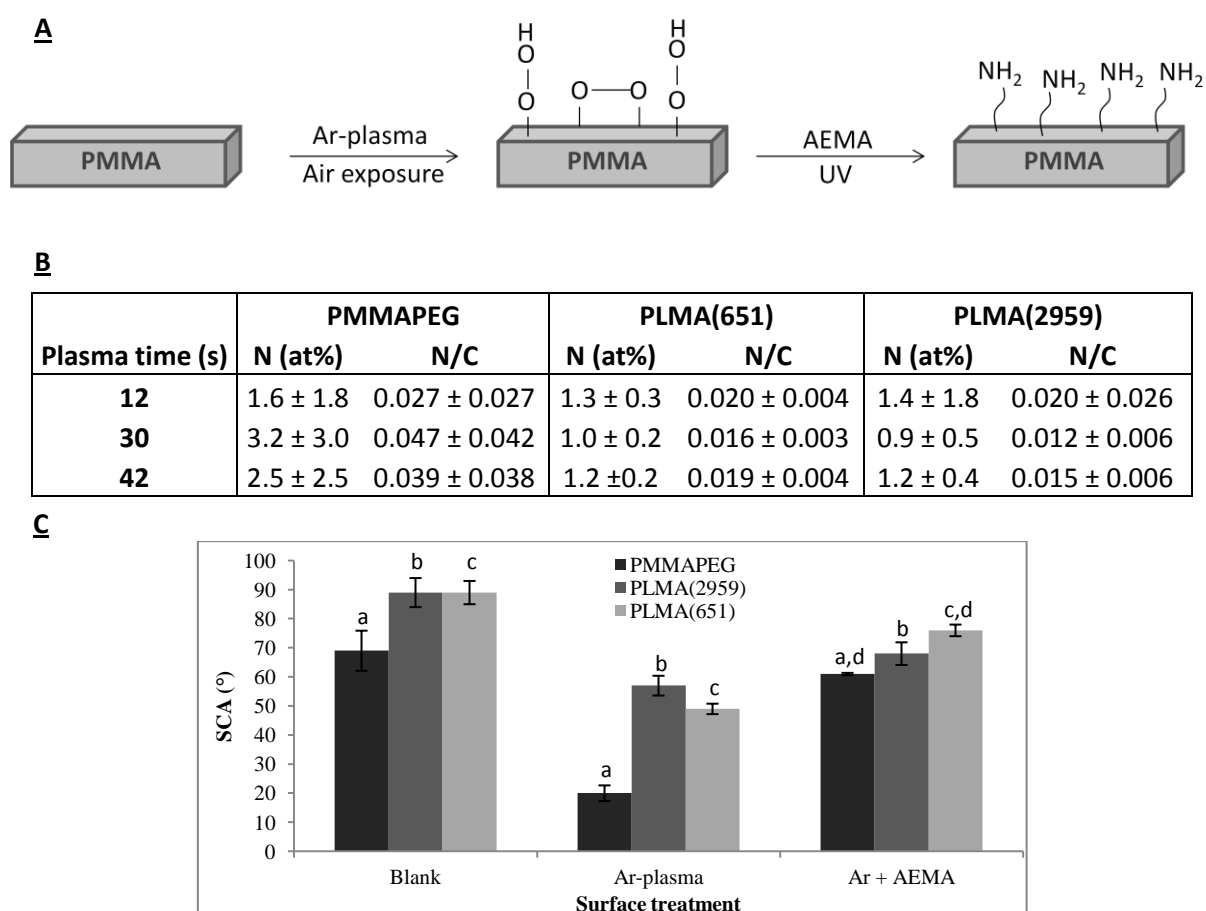 A
H
O
O
O
O
H
O
O
Ar-plasma
Air exposure
AEMA
UV
NH2
NH2
NH2
NH2
PMMA
PMMA
PMMA
B
PMMAPEG PLMA(651) PLMA(2959)
Plasma time (s) N (at%) N/C N (at%) N/C N (at%) N/C
12 1.6 ± 1.8 0.027 ± 0.027 1.3 ± 0.3 0.020 ± 0.004 1.4 ± 1.8 0.020 ± 0.026
30 3.2 ± 3.0 0.047 ± 0.042 1.0 ± 0.2 0.016 ± 0.003 0.9 ± 0.5 0.012 ± 0.006
42 2.5 ± 2.5 0.039 ± 0.038 1.2 ±0.2 0.019 ± 0.004 1.2 ± 0.4 0.015 ± 0.006
C
SCA (°)
100
90
80
70
60
50
40
30
20
10
0
PMMAPEG
PLMA(2959)
PLMA(651)
a
b
c
a
b
c
a,d
b
c,d
Blank
Ar-plasma
Ar + AEMA
Surface treatment